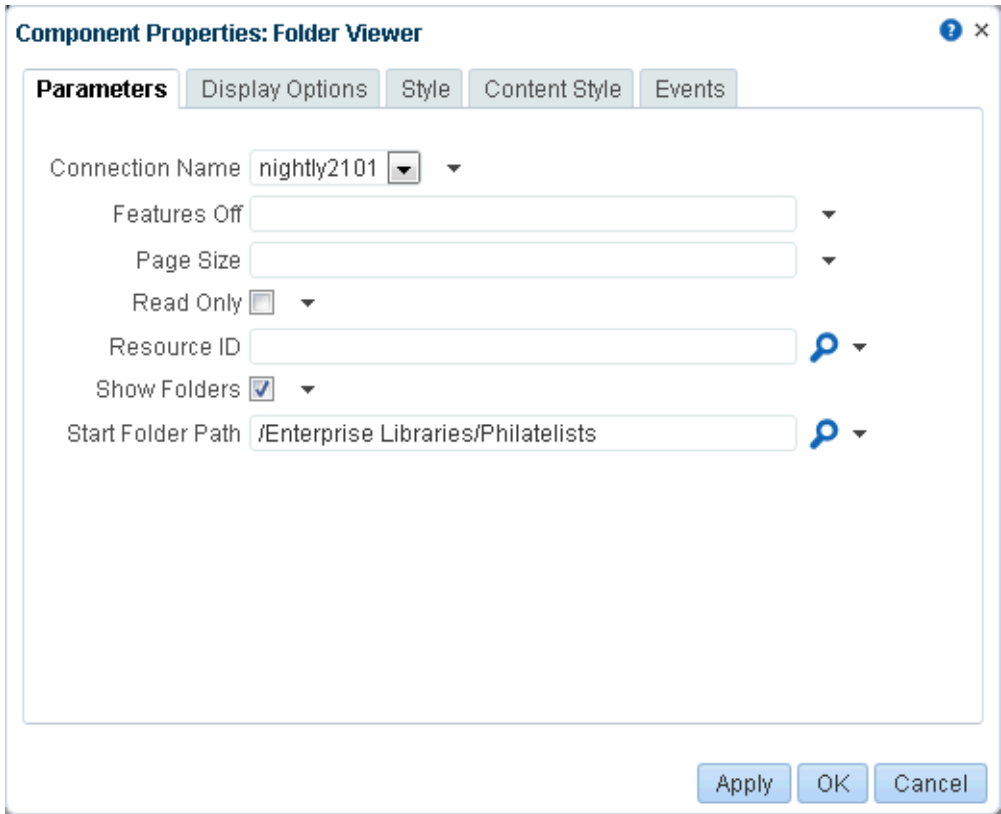 Component Properties: Folder Viewer
Parameters Display Options Style Content Style Events
Connection Name nightly2101
Features Off
Page Size
Read Only
Resource ID
Show Folders
Start Folder Path /Enterprise Libraries/Philatelists
Apply OK Cancel